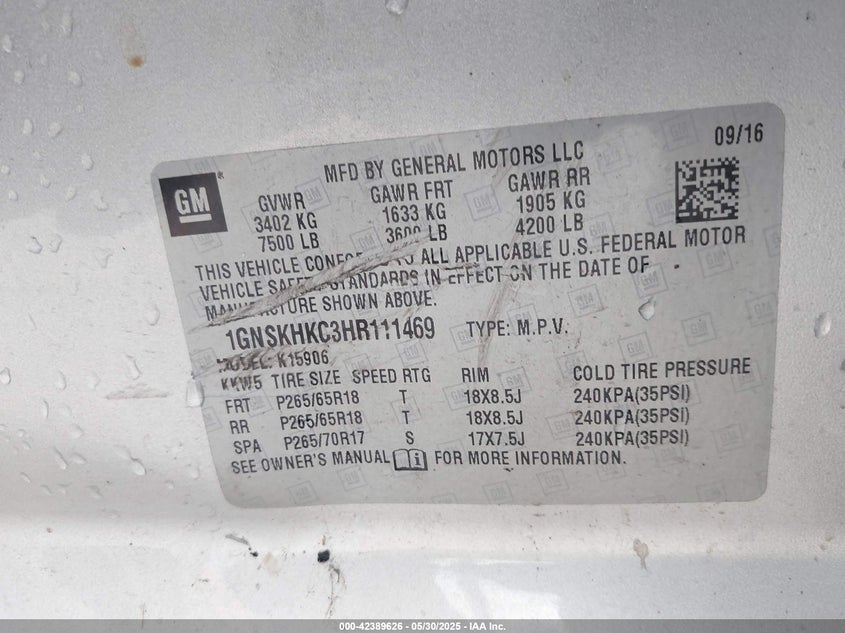 09/16
MFD BY GENERAL MOTORS LLC
GM
GVWR GAWR FRT GAWR RR
3402 KG 1633 KG 1905 KG
7500 LB 3600 LB 4200 LB
THIS VEHICLE TO ALL APPLICABLE U.S. FEDERAL MOTOR
VEHICLE STANDARDS IN EFFECT ON THE DATE OF
MANUFACTURE SHOWN ABOVE.
1GNSKHKC3HR111469 TYPE: M.P.V.
MODEL: K15906
KKW5 TIRE SIZE SPEED RTG RIM COLD TIRE PRESSURE
FRT P265/65R18 T 18X8.5J 240KPA(35PSI)
RR P265/65R18 T 18X8.5J 240KPA(35PSI)
SPA P265/70R17 S 17X7.5J 240KPA(35PSI)
SEE OWNER'S MANUAL FOR MORE INFORMATION.
000-42389626 - 05/30/2025 - IAA Inc.